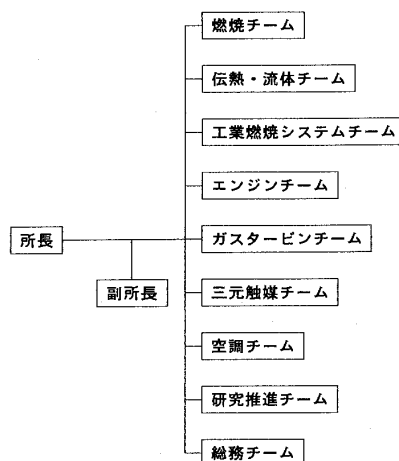 燃焼チーム
伝熱・流体チーム
工業燃焼システムチーム
エンジンチーム
所長
ガスタービンチーム
副所長
三元触媒チーム
空調チーム
研究推進チーム
総務チーム